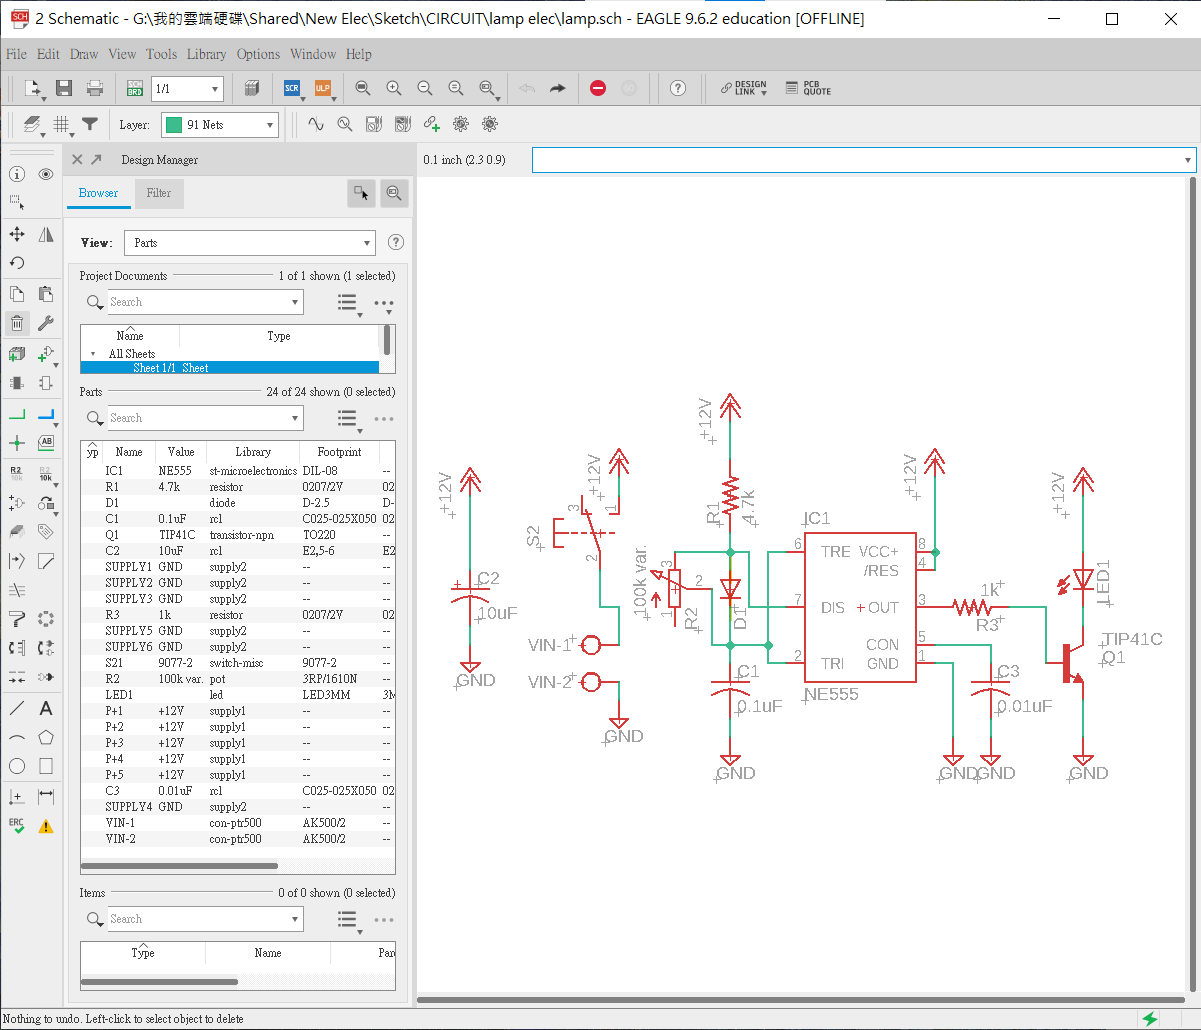 2 Schematic - G:\我的雲端硬碟\Shared\New Elec\Sketch\CIRCUIT\lamp elec\lamp.sch - EAGLE 9.6.2 education [OFFLINE]
File Edit Draw View Tools Library Options Window Help
SCH BRD 1/1 SCR ULP DESIGN LINK PCB QUOTE
Layer: 91 Nets
Design Manager
0.1 inch (2.3 0.9)
Browser Filter
View: Parts
Project Documents 1 of 1 shown (1 selected)
Search
Name Type
All Sheets
Sheet 1/1 Sheet
Parts 24 of 24 shown (0 selected)
Search
yp Name Value Library Footprint
IC1 NE555 st-microelectronics DIL-08 --
R1 4.7k resistor 0207/2V 02
D1 diode D-2.5 D-
C1 0.1uF rcl C025-025X050 02
Q1 TIP41C transistor-npn TO220 --
C2 10uF rcl E2,5-6 E2
SUPPLY1 GND supply2 -- --
SUPPLY2 GND supply2 -- --
SUPPLY3 GND supply2 -- --
R3 1k resistor 0207/2V 02
SUPPLY5 GND supply2 -- --
SUPPLY6 GND supply2 -- --
S21 9077-2 switch-misc 9077-2 --
R2 100k var. pot 3RP/1610N --
LED1 led LED3MM 3M
P+1 +12V supply1 -- --
P+2 +12V supply1 -- --
P+3 +12V supply1 -- --
P+4 +12V supply1 -- --
P+5 +12V supply1 -- --
C3 0.01uF rcl C025-025X050 02
SUPPLY4 GND supply2 -- --
VIN-1 con-ptr500 AK500/2 --
VIN-2 con-ptr500 AK500/2 --
Items 0 of 0 shown (0 selected)
Search
Type Name Par
R2 10k R2 10k
AB
A
ERC
+12V
C2
10uF
GND
+12V
S2
3
1
2
VIN-1
VIN-2
GND
+12V
R1
4.7k
100k var.
3
2
1
R2
D1
C1
0.1uF
GND
IC1
6 TRE VCC+ 8
/RES 4
7 DIS OUT 3
CON 5
2 TRI GND 1
NE555
+12V
1k
R3
C3
0.01uF
GND
GND
+12V
LED1
TIP41C
Q1
GND
Nothing to undo. Left-click to select object to delete